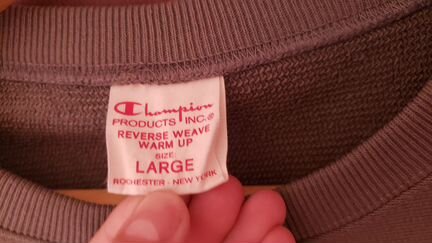 Champion
PRODUCTS INC.®
REVERSE WEAVE
WARM UP
SIZE:
LARGE
ROCHESTER · NEW YORK